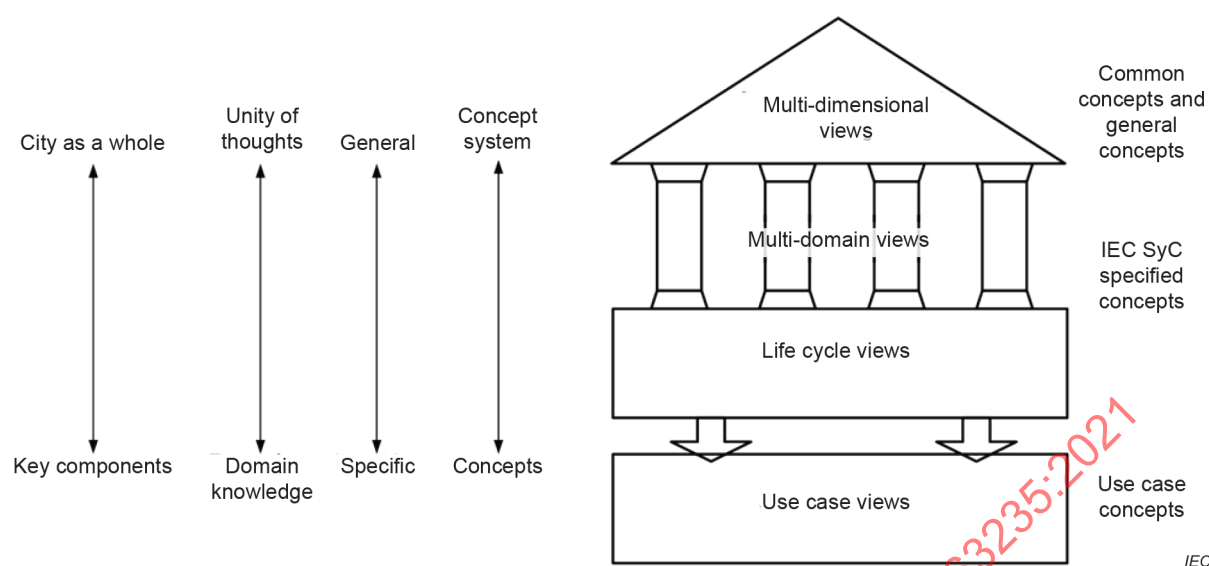 City as a whole
Unity of
thoughts
General
Concept
system
Key components
Domain
knowledge
Specific
Concepts
Multi-dimensional
views
Multi-domain views
Life cycle views
Use case views
Common
concepts and
general
concepts
IEC SyC
specified
concepts
Use case
concepts
63235:2021
IEC